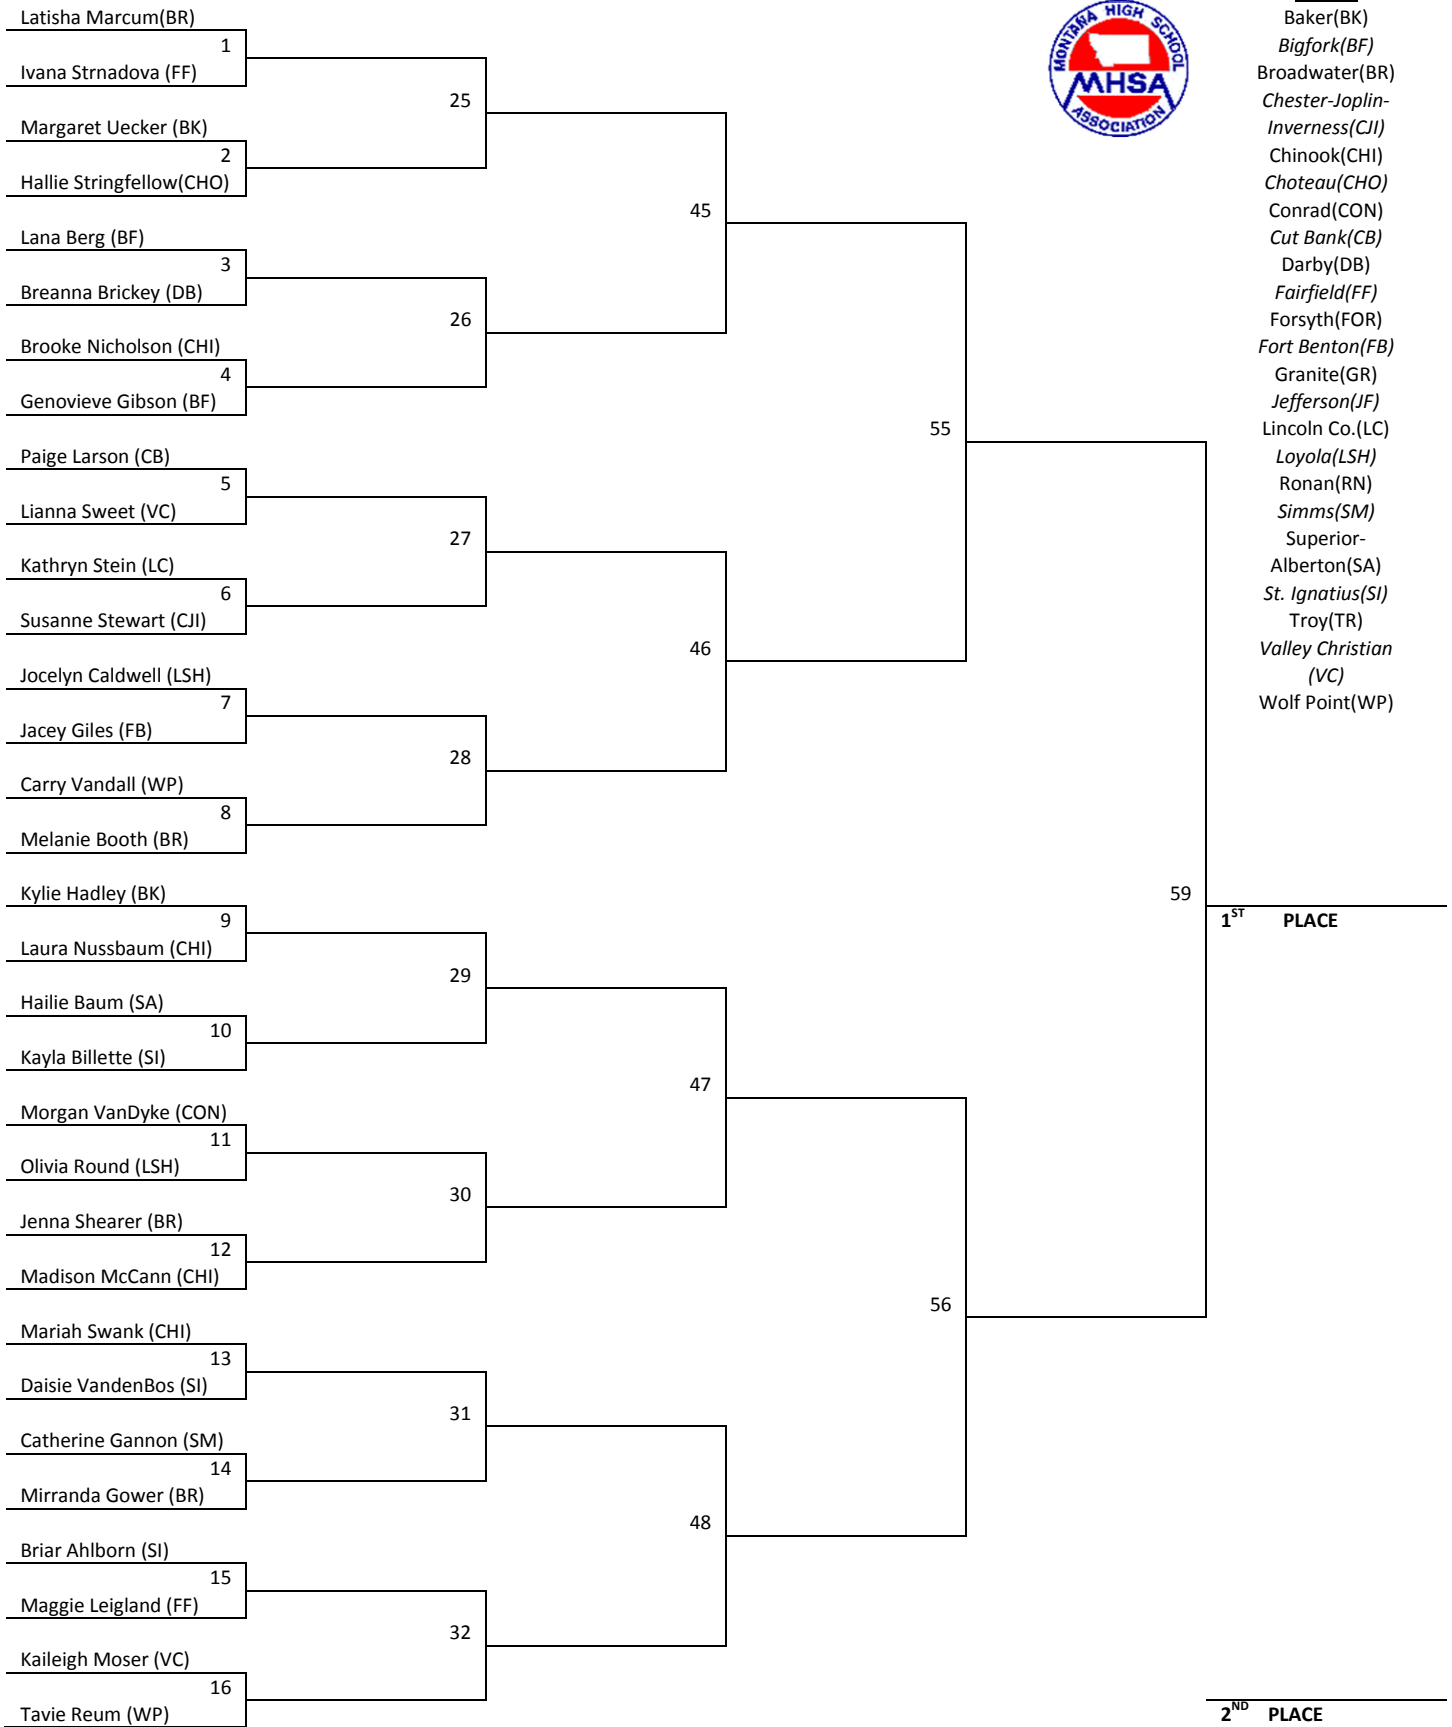 Latisha Marcum(BR)
1
Ivana Strnadova (FF)
25
Margaret Uecker (BK)
2
Hallie Stringfellow(CHO)
45
Lana Berg (BF)
3
Breanna Brickey (DB)
26
Brooke Nicholson (CHI)
4
Genovieve Gibson (BF)
55
Paige Larson (CB)
5
Lianna Sweet (VC)
27
Kathryn Stein (LC)
6
Susanne Stewart (CJI)
46
Jocelyn Caldwell (LSH)
7
Jacey Giles (FB)
28
Carry Vandall (WP)
8
Melanie Booth (BR)
59
Kylie Hadley (BK)
9
Laura Nussbaum (CHI)
29
Hailie Baum (SA)
10
Kayla Billette (SI)
47
Morgan VanDyke (CON)
11
Olivia Round (LSH)
30
Jenna Shearer (BR)
12
Madison McCann (CHI)
56
Mariah Swank (CHI)
13
Daisie VandenBos (SI)
31
Catherine Gannon (SM)
14
Mirranda Gower (BR)
48
Briar Ahlborn (SI)
15
Maggie Leigland (FF)
32
Kaileigh Moser (VC)
16
Tavie Reum (WP)
1ST PLACE
2ND PLACE
MONTANA HIGH SCHOOL
MHSA
ASSOCIATION
Baker(BK)
Bigfork(BF)
Broadwater(BR)
Chester-Joplin-
Inverness(CJI)
Chinook(CHI)
Choteau(CHO)
Conrad(CON)
Cut Bank(CB)
Darby(DB)
Fairfield(FF)
Forsyth(FOR)
Fort Benton(FB)
Granite(GR)
Jefferson(JF)
Lincoln Co.(LC)
Loyola(LSH)
Ronan(RN)
Simms(SM)
Superior-
Alberton(SA)
St. Ignatius(SI)
Troy(TR)
Valley Christian
(VC)
Wolf Point(WP)